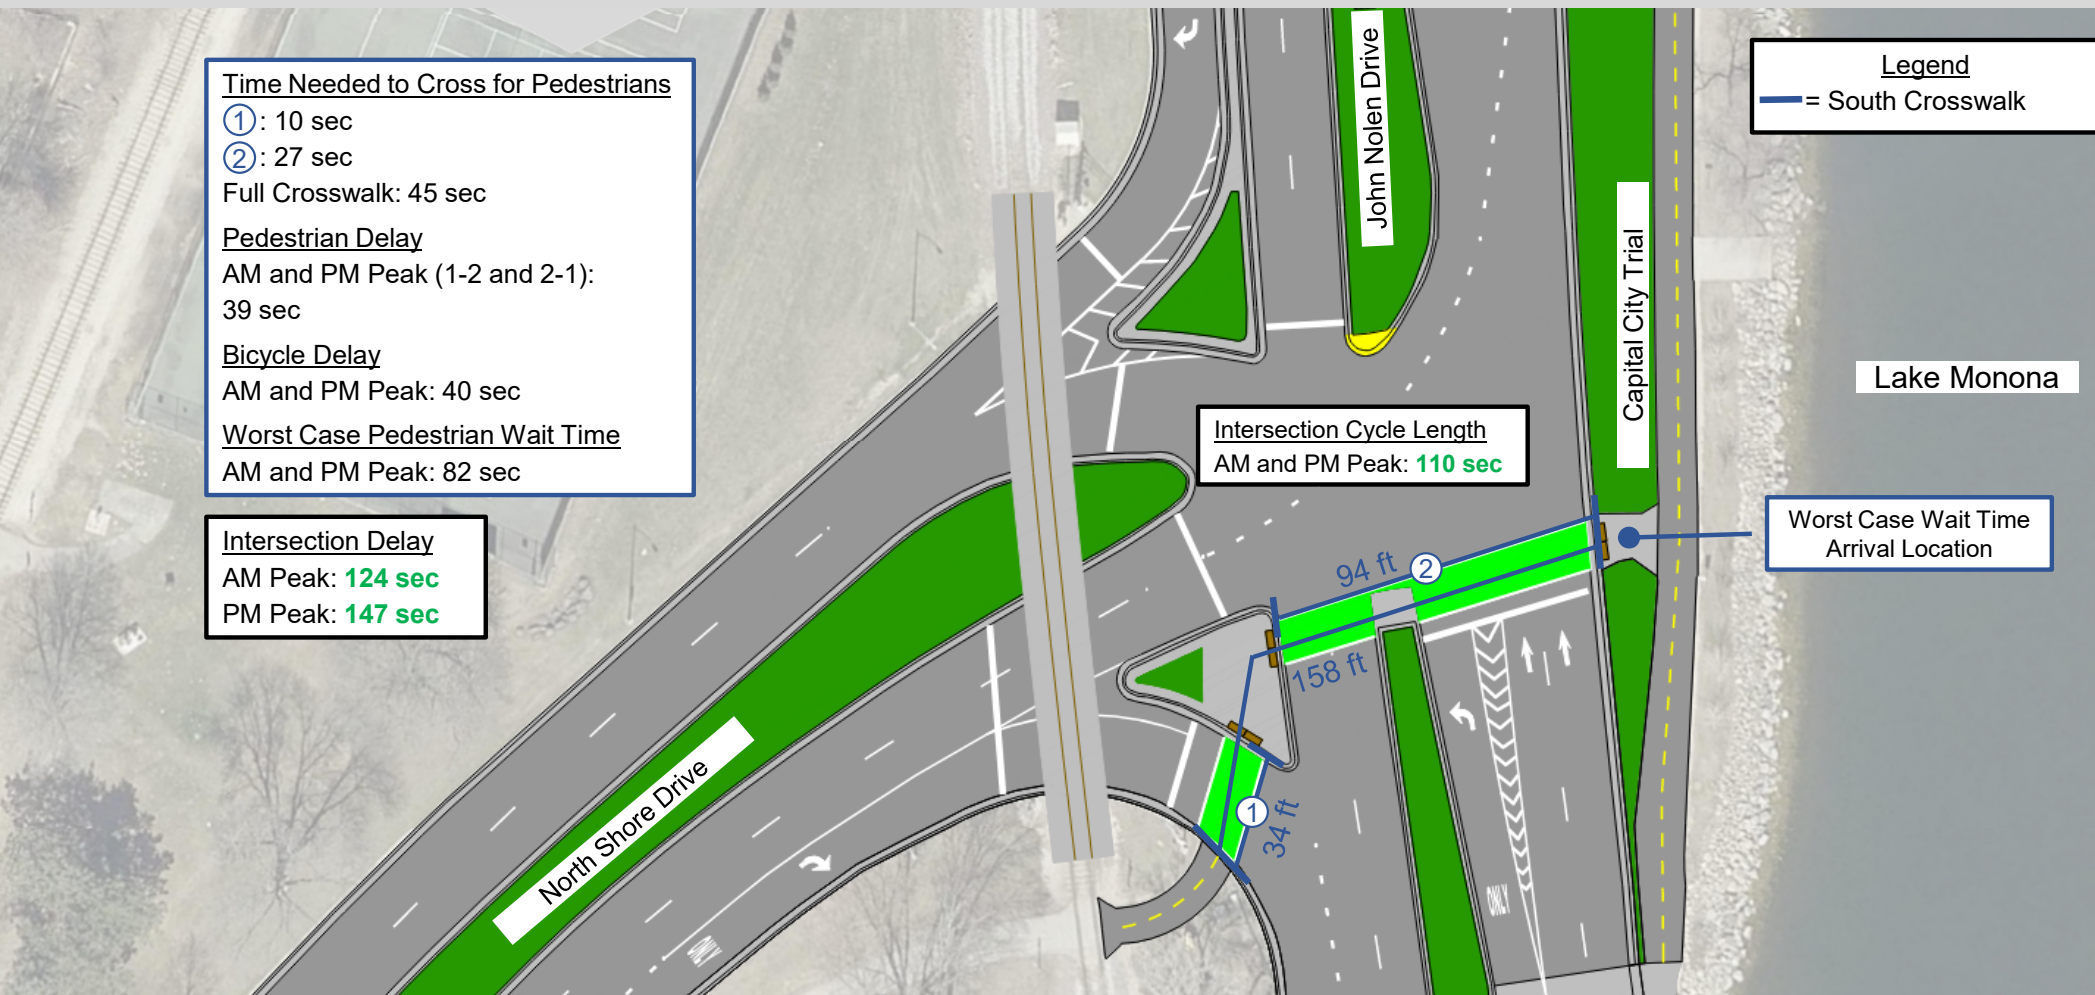 Time Needed to Cross for Pedestrians
1: 10 sec
2: 27 sec
Full Crosswalk: 45 sec
Pedestrian Delay
AM and PM Peak (1-2 and 2-1):
39 sec
Bicycle Delay
AM and PM Peak: 40 sec
Worst Case Pedestrian Wait Time
AM and PM Peak: 82 sec
Intersection Delay
AM Peak: 124 sec
PM Peak: 147 sec
John Nolen Drive
Legend
= South Crosswalk
Capital City Trial
Lake Monona
Intersection Cycle Length
AM and PM Peak: 110 sec
Worst Case Wait Time
Arrival Location
94 ft
2
158 ft
1
34 ft
North Shore Drive
ONLY
ONLY